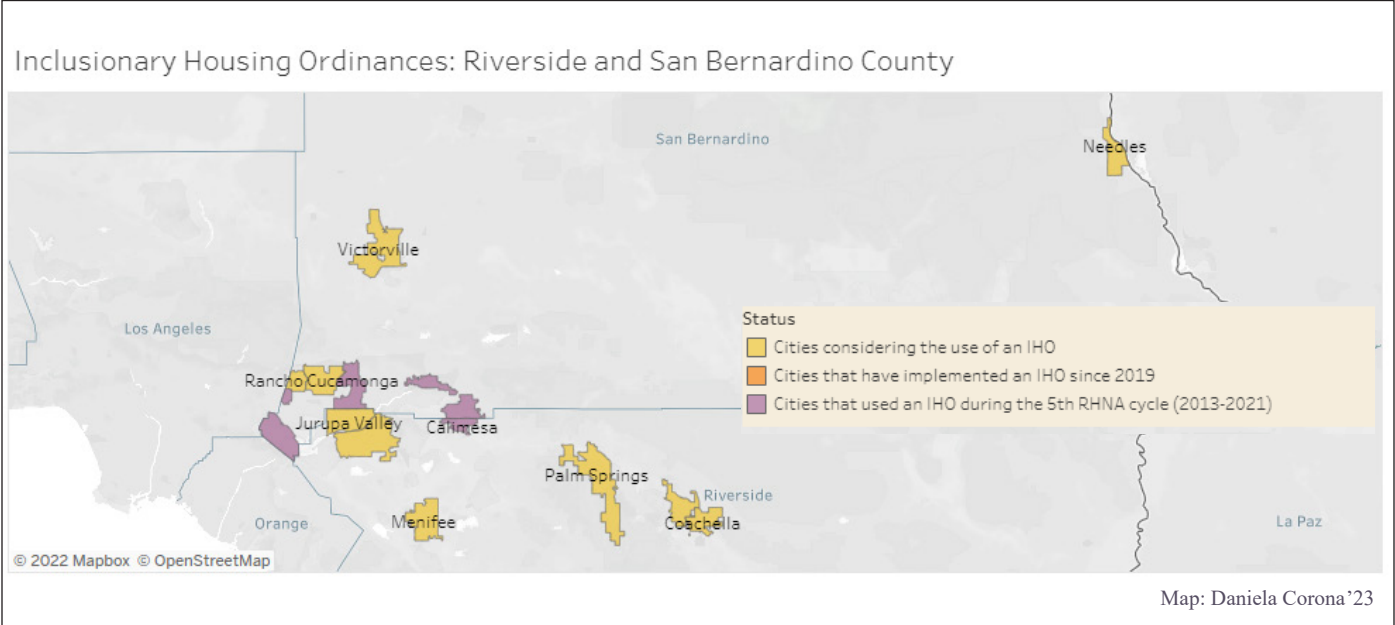 Inclusionary Housing Ordinances: Riverside and San Bernardino County
San Bernardino
Needles
Victorville
Status
Los Angeles
Cities considering the use of an IHO
Cities that have implemented an IHO since 2019
Rancho Cucamonga
Cities that used an IHO during the 5th RHNA cycle (2013-2021)
Jurupa Valley
Calimesa
Palm Springs
Riverside
Orange
Menifee
Coachella
La Paz
© 2022 Mapbox © OpenStreetMap
Map: Daniela Corona’23